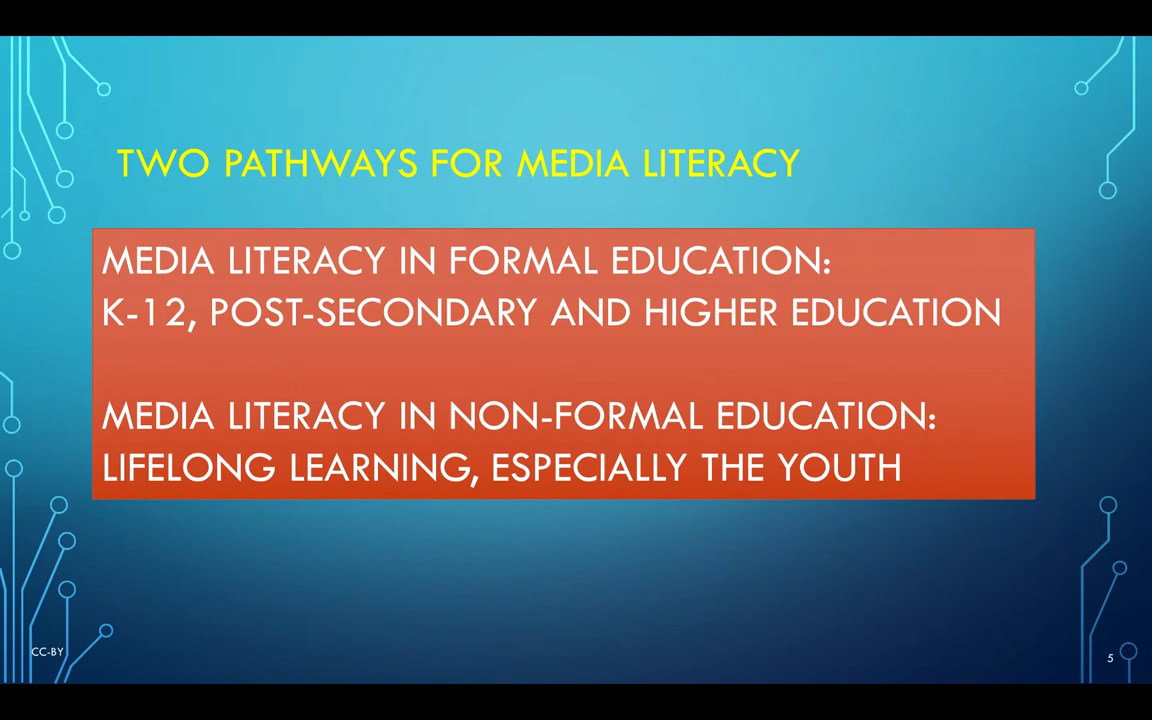 TWO PATHWAYS FOR MEDIA LITERACY
MEDIA LITERACY IN FORMAL EDUCATION:
K-12, POST-SECONDARY AND HIGHER EDUCATION
MEDIA LITERACY IN NON-FORMAL EDUCATION:
LIFELONG LEARNING, ESPECIALLY THE YOUTH
CC-BY
5